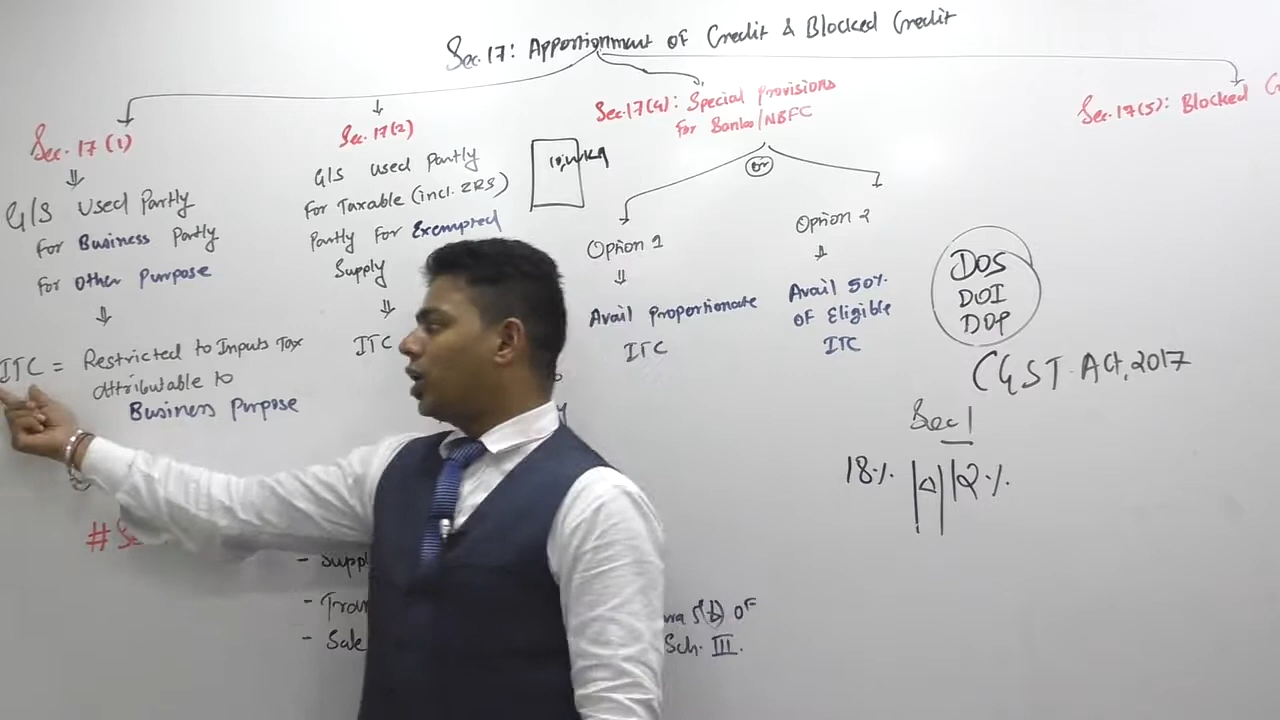 Sec.17: Apportionment of Credit & Blocked Credit
Sec. 17 (1)
G/S Used Partly
For Business Partly
For Other Purpose
ITC = Restricted to Inputs Tax
attributable to
Business Purpose
Sec. 17(2)
G/S used Partly
For Taxable (incl. ZRS)
Partly For Exempted
Supply
ITC
Sec.17(4): Special Provisions
For Banks/NBFC
or
Option 1
Avail Proportionate
ITC
Option 2
Avail 50%
OF Eligible
ITC
Sec.17(5): Blocked
DOS
DOI
DOP
CGST Act, 2017
Sec 1
18%
12%
#
- Suppl
- Tran
- Sale
5(b) OF
Sch. III.